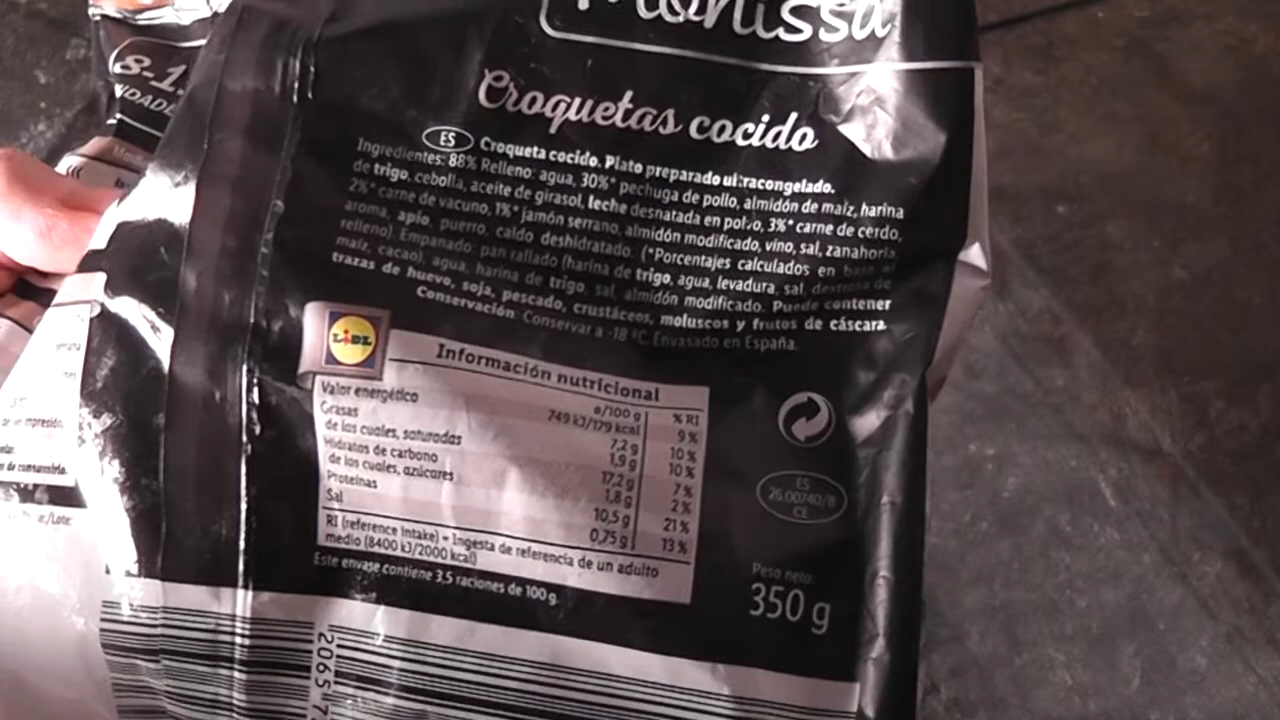 Monissa
8-1
Croquetas cocido
ES Croqueta cocido. Plato preparado ultracongelado.
Ingredientes: 88% Relleno: agua, 30%* pechuga de pollo, almidón de maíz, harina
de trigo, cebolla, aceite de girasol, leche desnatada en polvo, 3%* carne de cerdo,
2%* carne de vacuno, 1%* jamón serrano, almidón modificado, vino, sal, zanahoria,
aroma, apio, puerro, caldo deshidratado. (*Porcentajes calculados en base al
relleno). Empanado: pan rallado (harina de trigo, agua, levadura, sal, dextrosa de
maíz, cacao), agua, harina de trigo, sal, almidón modificado. Puede contener
trazas de huevo, soja, pescado, crustáceos, moluscos y frutos de cáscara.
Conservación: Conservar a -18 °C. Envasado en España.
LIDL
Información nutricional
ø/100 g % RI
Valor energético 749 kJ/179 kcal 9 %
Grasas 7,2 g 10 %
de las cuales, saturadas 1,9 g 10 %
Hidratos de carbono 17,2 g 7 %
de los cuales, azúcares 1,8 g 2 %
Proteínas 10,5 g 21 %
Sal 0,75 g 13 %
RI (reference intake) = Ingesta de referencia de un adulto
medio (8400 kJ/2000 kcal)
Este envase contiene 3,5 raciones de 100 g.
ES
26.00740/B
CE
Peso neto:
350 g
2065 7